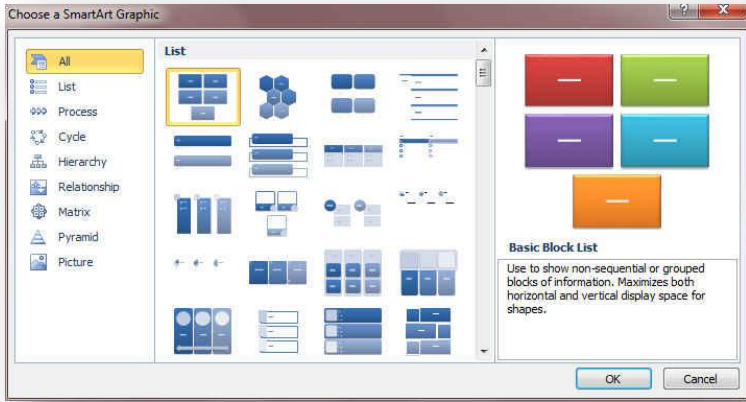 Choose a SmartArt Graphic
All
List
Process
Cycle
Hierarchy
Relationship
Matrix
Pyramid
Picture
List
Basic Block List
Use to show non-sequential or grouped
blocks of information. Maximizes both
horizontal and vertical display space for
shapes.
OK
Cancel